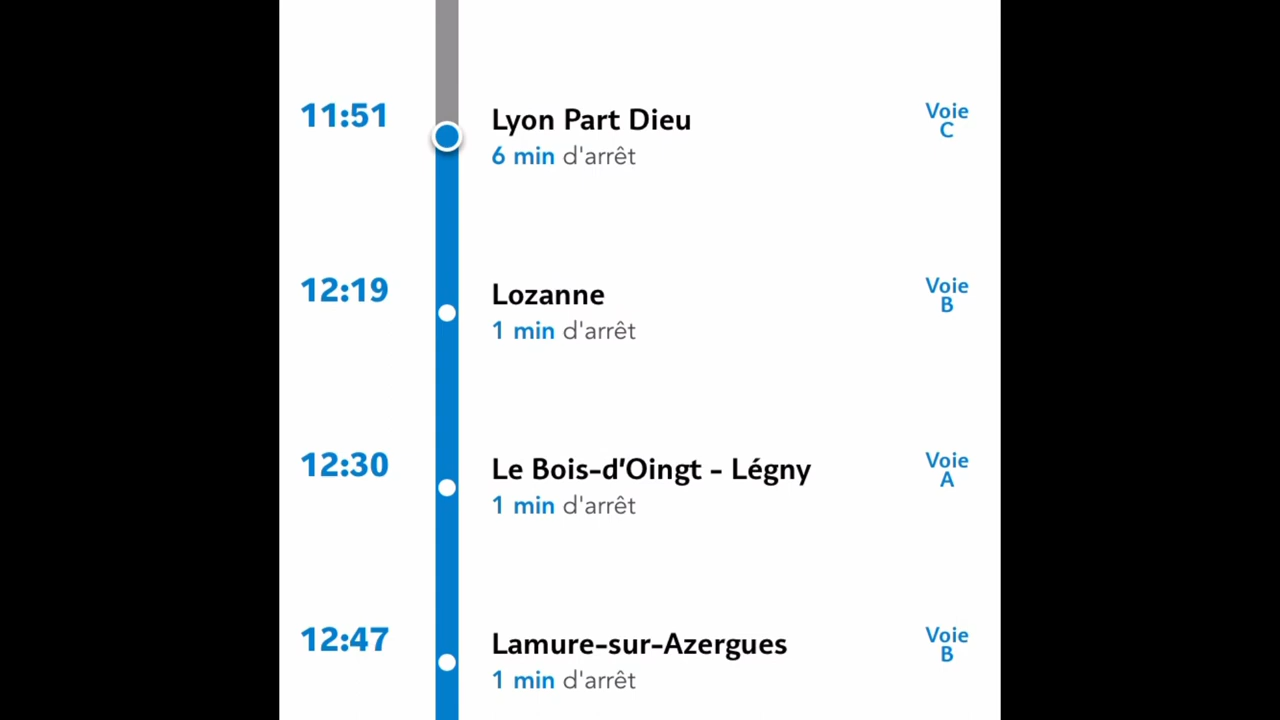 11:51
Lyon Part Dieu
6 min d'arrêt
Voie
C
12:19
Lozanne
1 min d'arrêt
Voie
B
12:30
Le Bois-d'Oingt - Légny
1 min d'arrêt
Voie
A
12:47
Lamure-sur-Azergues
1 min d'arrêt
Voie
B